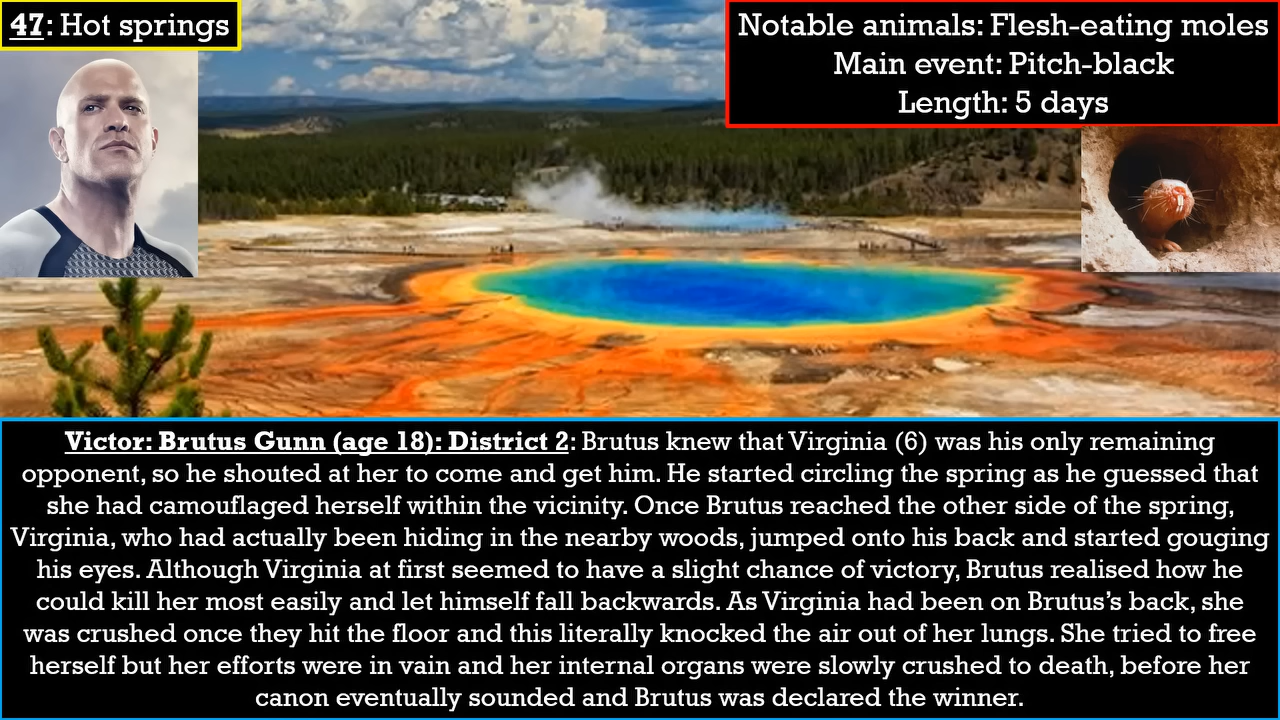 47: Hot springs
Notable animals: Flesh-eating moles
Main event: Pitch-black
Length: 5 days
Victor: Brutus Gunn (age 18): District 2: Brutus knew that Virginia (6) was his only remaining
opponent, so he shouted at her to come and get him. He started circling the spring as he guessed that
she had camouflaged herself within the vicinity. Once Brutus reached the other side of the spring,
Virginia, who had actually been hiding in the nearby woods, jumped onto his back and started gouging
his eyes. Although Virginia at first seemed to have a slight chance of victory, Brutus realised how he
could kill her most easily and let himself fall backwards. As Virginia had been on Brutus’s back, she
was crushed once they hit the floor and this literally knocked the air out of her lungs. She tried to free
herself but her efforts were in vain and her internal organs were slowly crushed to death, before her
canon eventually sounded and Brutus was declared the winner.